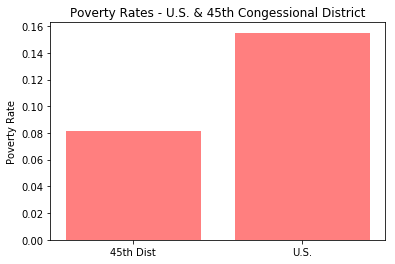 Poverty Rates - U.S. & 45th Congessional District
0.16
0.14
0.12
0.10
0.08
0.06
0.04
0.02
0.00
Poverty Rate
45th Dist
U.S.